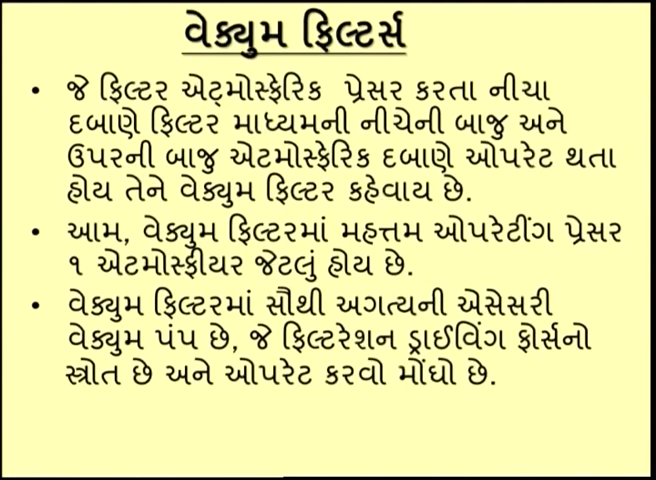 વેક્યુમ ફિલ્ટર્સ
• જે ફિલ્ટર એટ્મોસ્ફેરિક પ્રેસર કરતા નીચા
દબાણે ફિલ્ટર માધ્યમની નીચેની બાજુ અને
ઉપરની બાજુ એટમોસ્ફેરિક દબાણે ઓપરેટ થતા
હોય તેને વેક્યુમ ફિલ્ટર કહેવાય છે.
• આમ, વેક્યુમ ફિલ્ટરમાં મહત્તમ ઓપરેટીંગ પ્રેસર
૧ એટમોસ્ફીયર જેટલું હોય છે.
• વેક્યુમ ફિલ્ટરમાં સૌથી અગત્યની એસેસરી
વેક્યુમ પંપ છે, જે ફિલ્ટરેશન ડ્રાઈવિંગ ફોર્સનો
સ્ત્રોત છે અને ઓપરેટ કરવો મોંઘો છે.